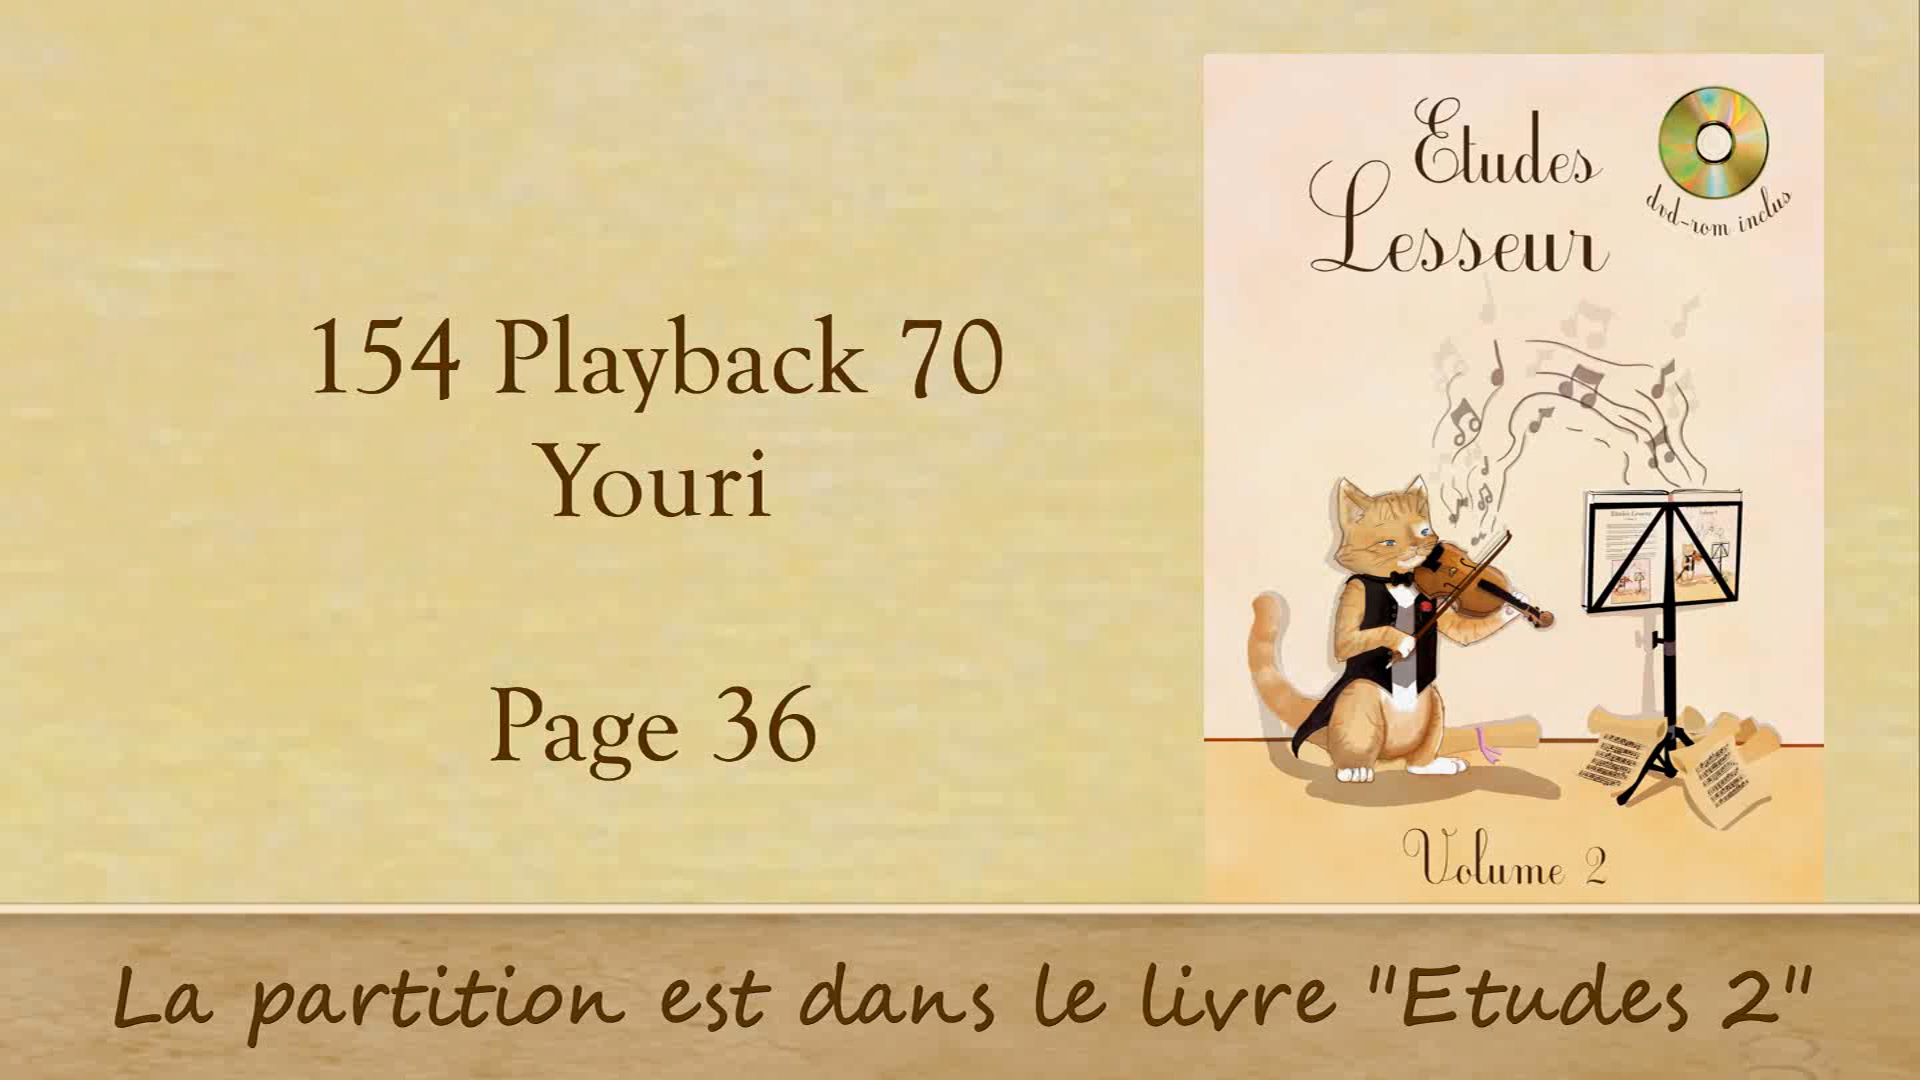 154 Playback 70
Youri
Page 36
Etudes
Lesseur
dvd-rom inclus
Volume 2
La partition est dans le livre "Etudes 2"